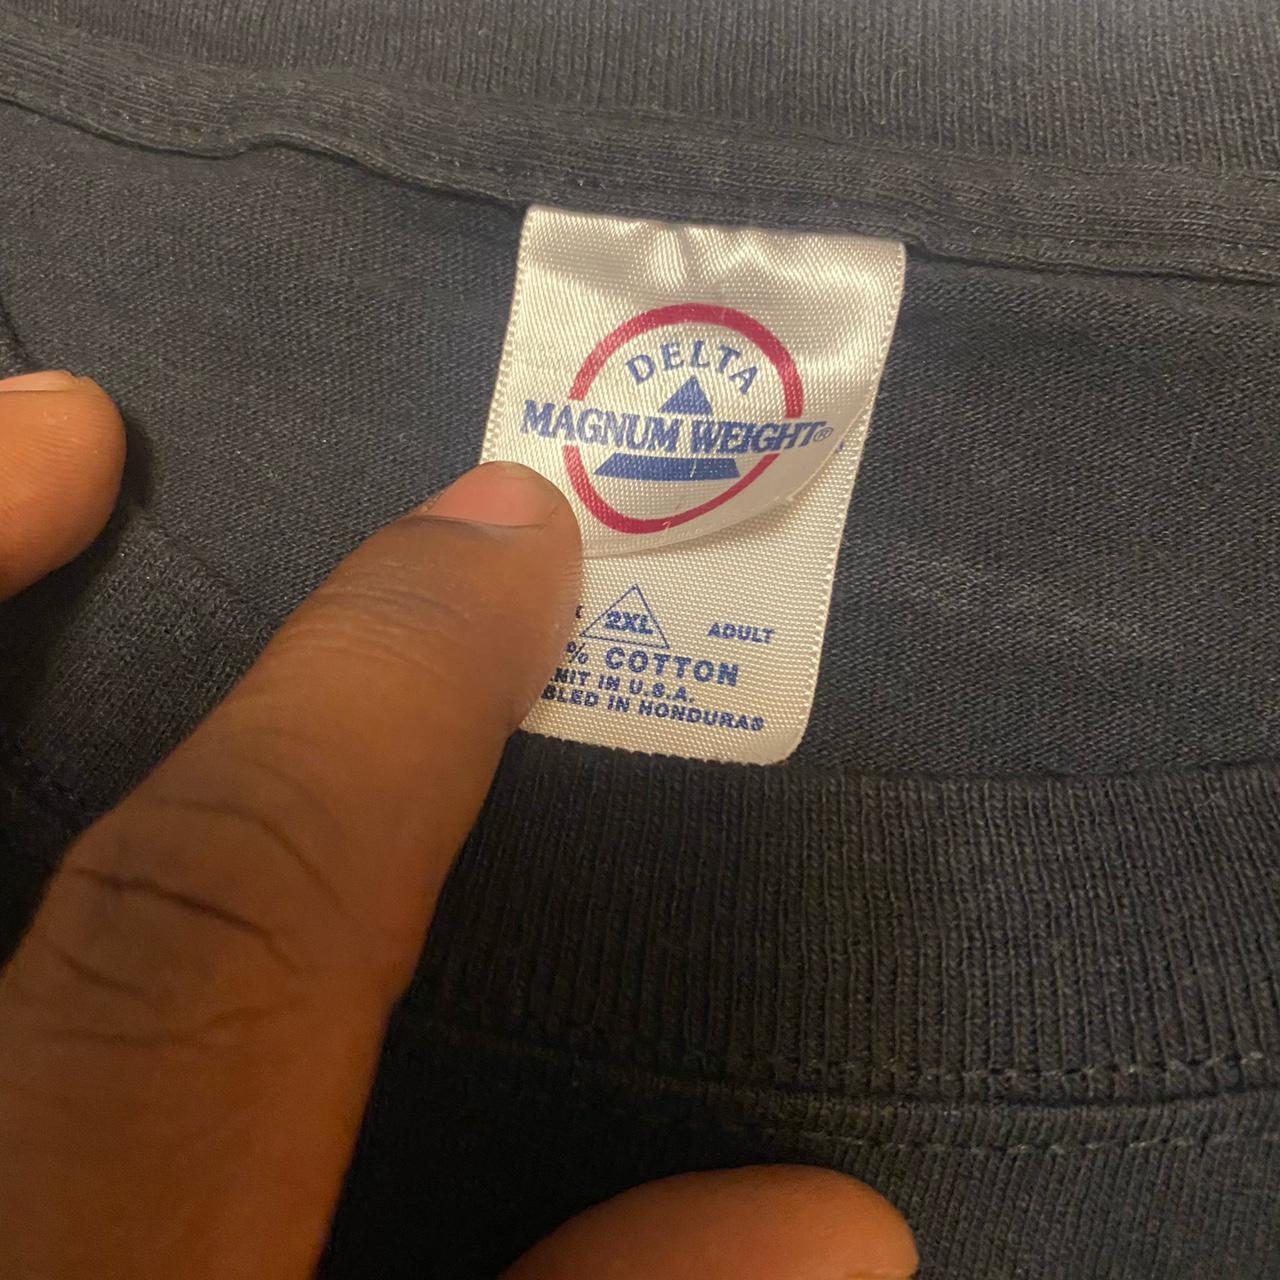 DELTA
MAGNUM WEIGHT®
2XL ADULT
% COTTON
IN U.S.A.
IN HONDURAS